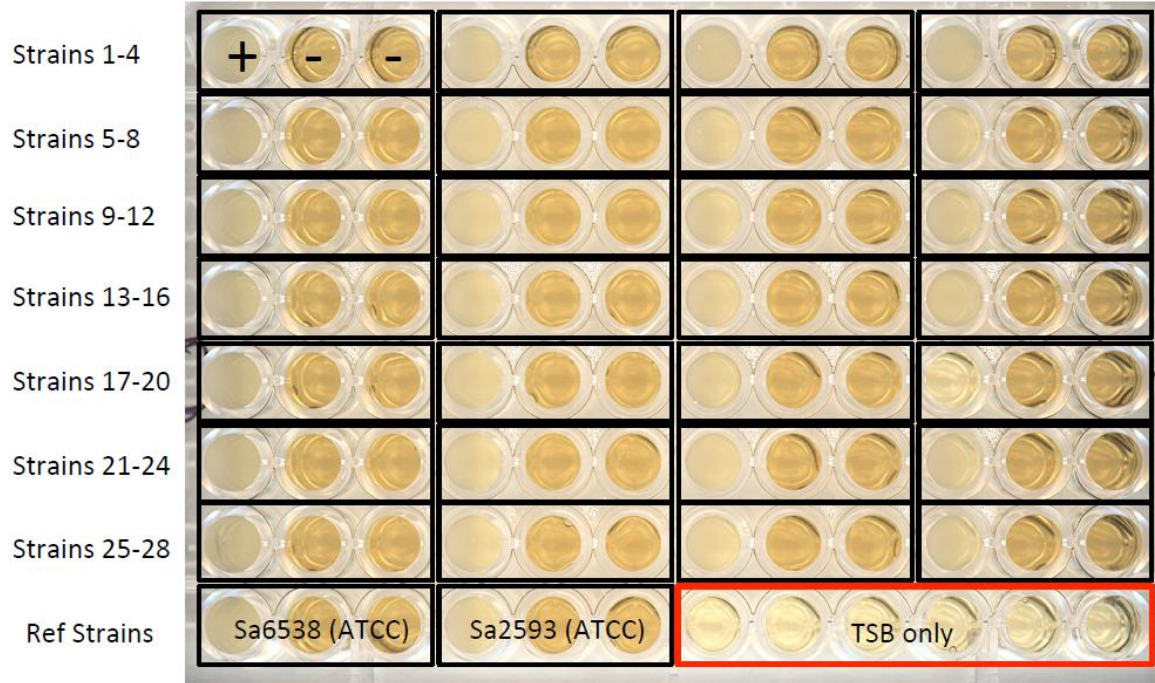 Strains 1-4
+ - -
Strains 5-8
Strains 9-12
Strains 13-16
Strains 17-20
Strains 21-24
Strains 25-28
Ref Strains
Sa6538 (ATCC)
Sa2593 (ATCC)
TSB only